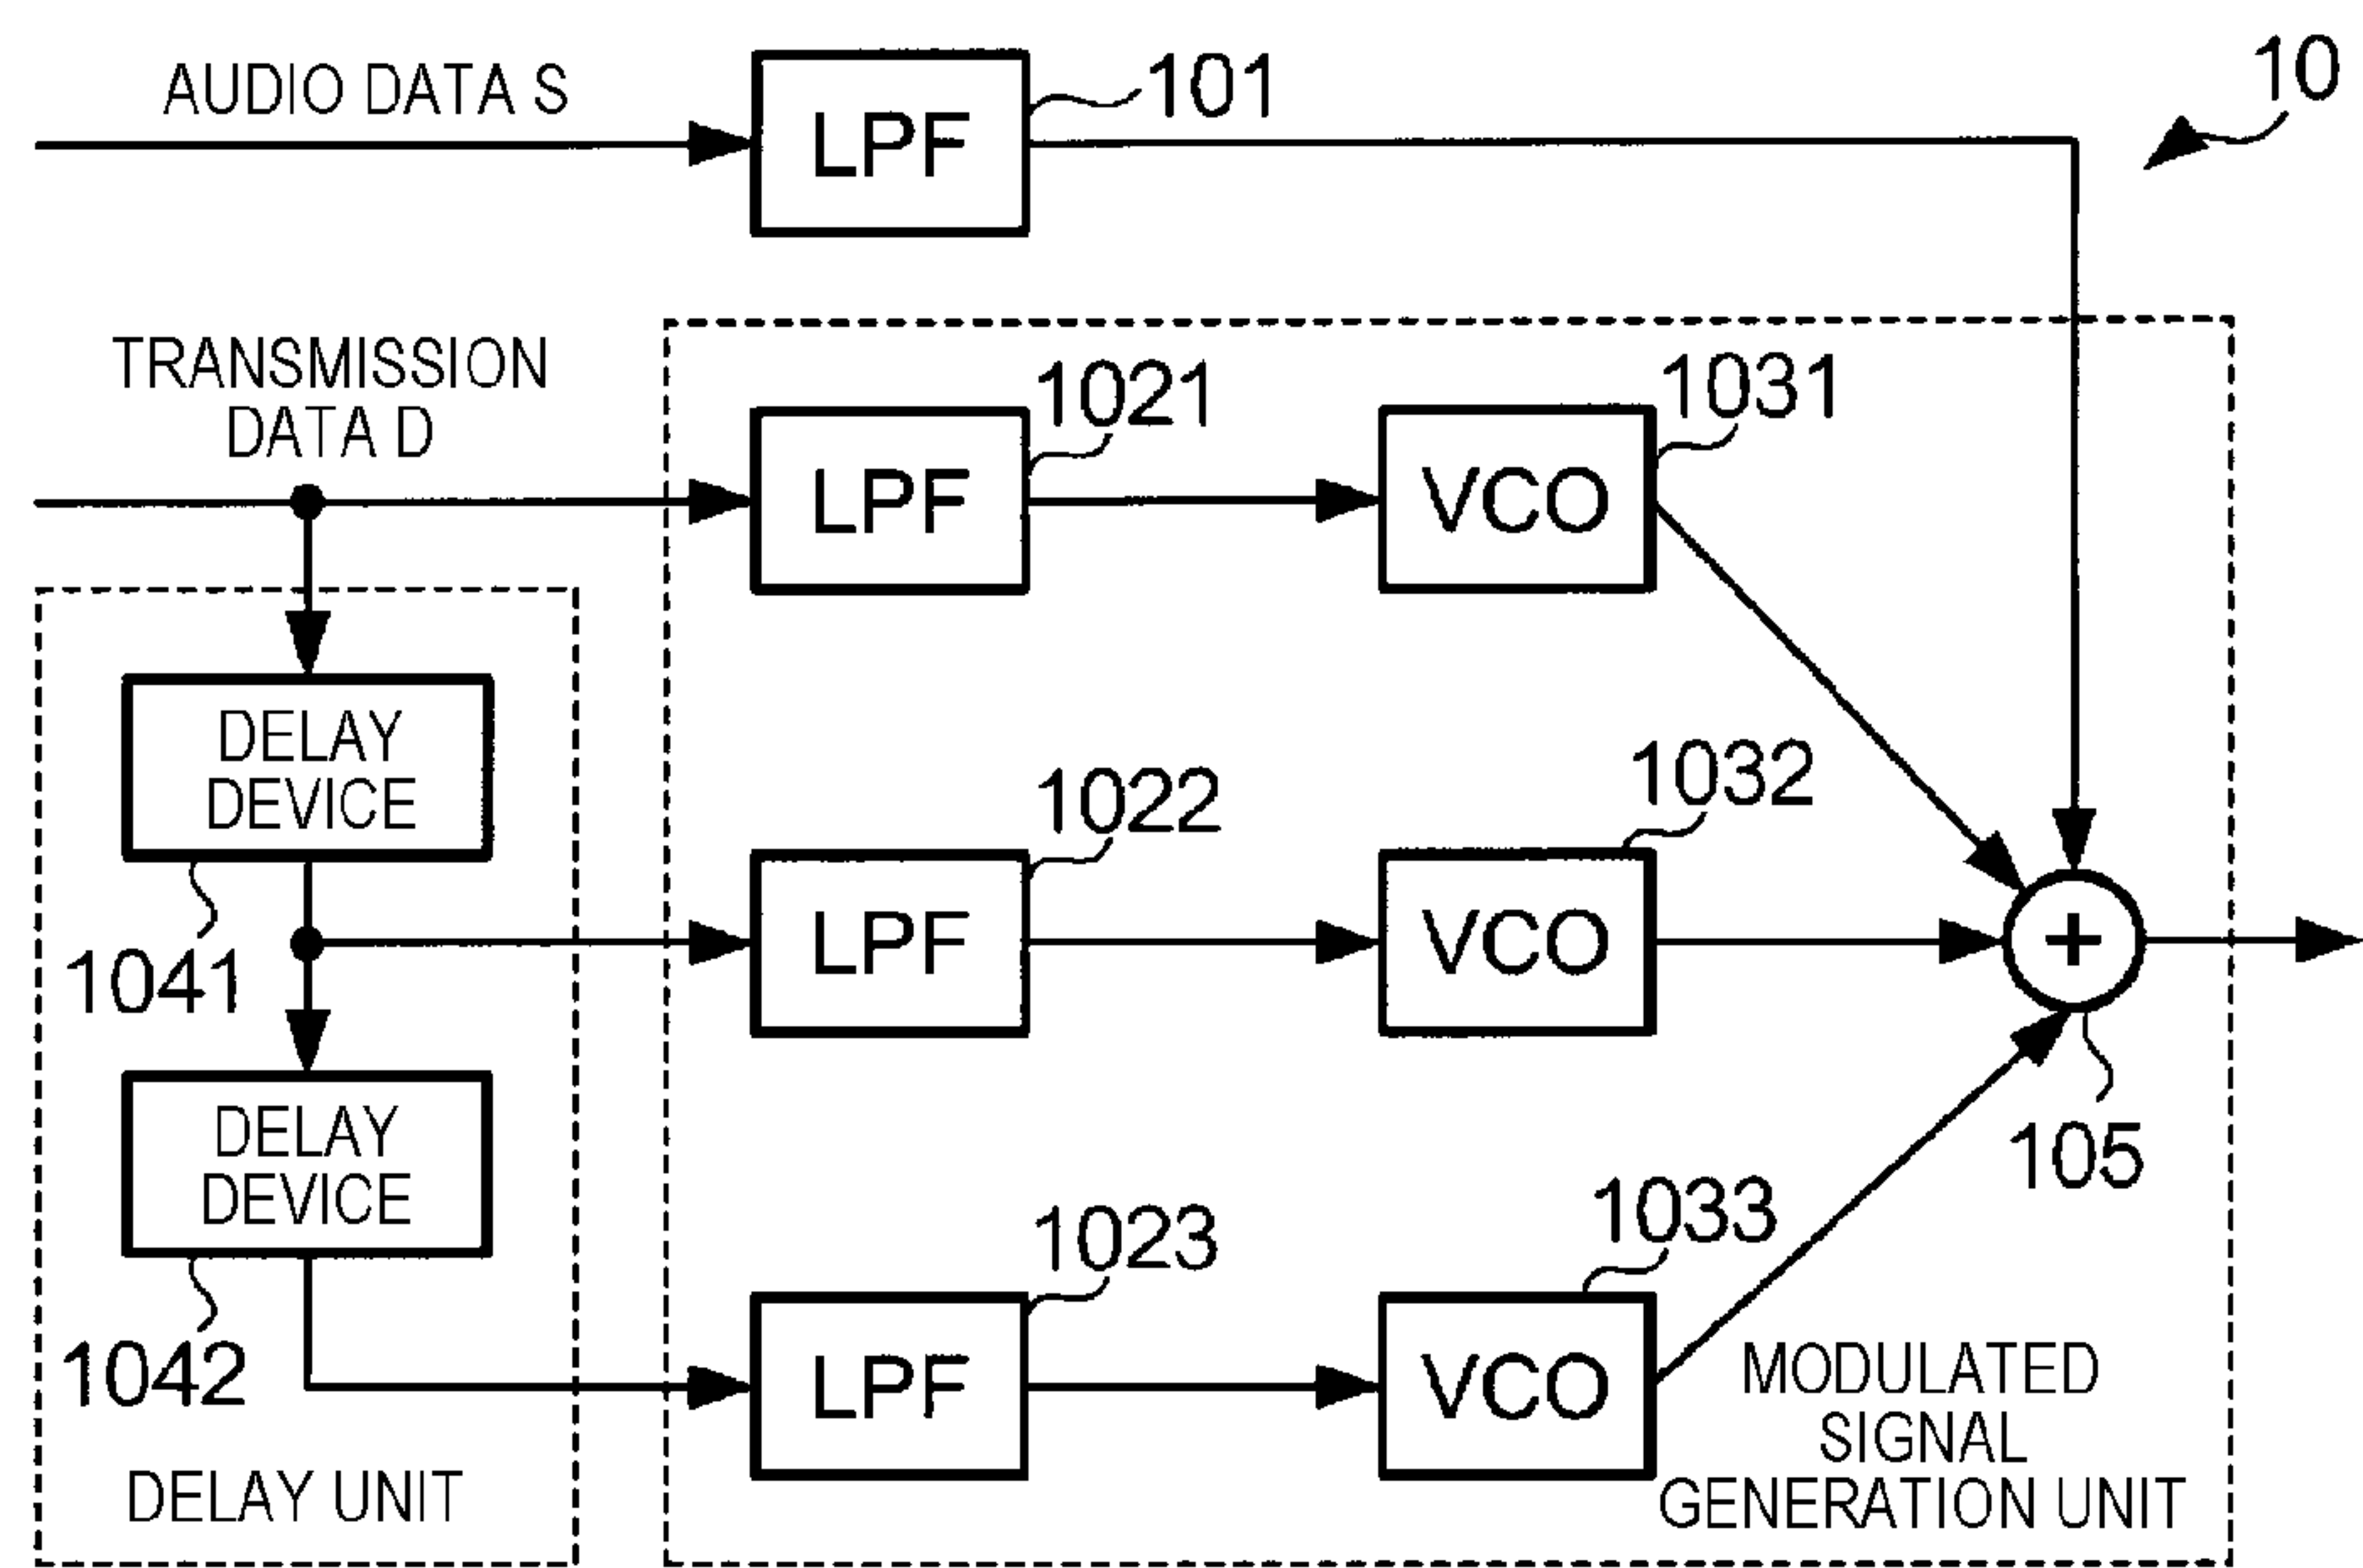 AUDIO DATA S
LPF
101
10
TRANSMISSION
DATA D
1021
LPF
1031
VCO
DELAY
DEVICE
1041
1022
LPF
1032
VCO
+
105
DELAY
DEVICE
1042
1023
LPF
1033
VCO
DELAY UNIT
MODULATED
SIGNAL
GENERATION UNIT